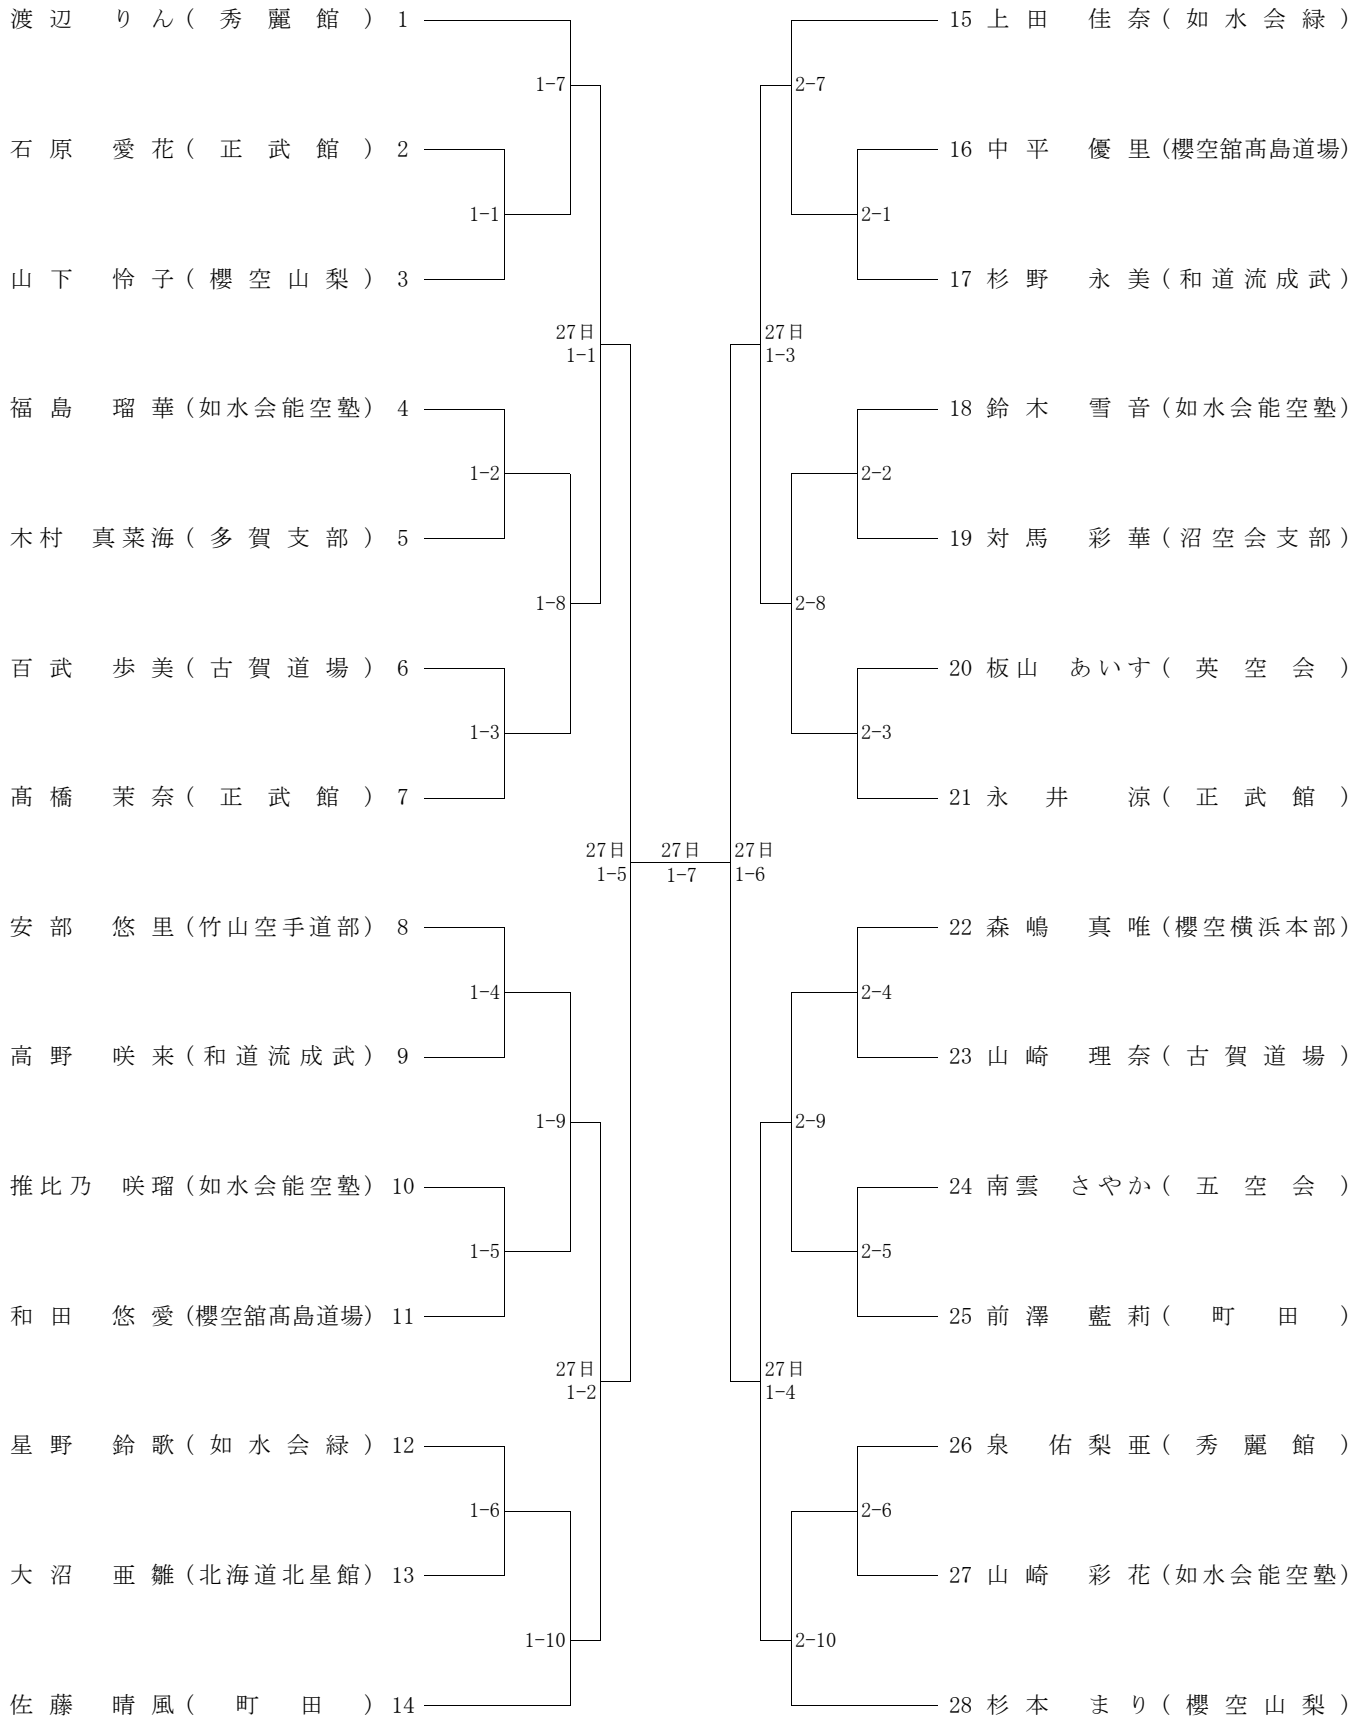 渡辺 りん(秀麗館) 1
1-7
石原 愛花(正武館) 2
1-1
山下 怜子(櫻空山梨) 3
27日
1-1
福島 瑠華(如水会能空塾) 4
1-2
木村 真菜海(多賀支部) 5
1-8
百武 歩美(古賀道場) 6
1-3
髙橋 茉奈(正武館) 7
27日
1-5
安部 悠里(竹山空手道部) 8
1-4
高野 咲来(和道流成武) 9
1-9
推比乃 咲瑠(如水会能空塾) 10
1-5
和田 悠愛(櫻空舘髙島道場) 11
27日
1-2
星野 鈴歌(如水会緑) 12
1-6
大沼 亜雛(北海道北星館) 13
1-10
佐藤 晴風(町田) 14
27日
1-7
15 上田 佳奈(如水会緑)
2-7
16 中平 優里(櫻空舘髙島道場)
2-1
17 杉野 永美(和道流成武)
27日
1-3
18 鈴木 雪音(如水会能空塾)
2-2
19 対馬 彩華(沼空会支部)
2-8
20 板山 あいす(英空会)
2-3
21 永井 涼(正武館)
27日
1-6
22 森嶋 真唯(櫻空横浜本部)
2-4
23 山崎 理奈(古賀道場)
2-9
24 南雲 さやか(五空会)
2-5
25 前澤 藍莉(町田)
27日
1-4
26 泉 佑梨亜(秀麗館)
2-6
27 山崎 彩花(如水会能空塾)
2-10
28 杉本 まり(櫻空山梨)